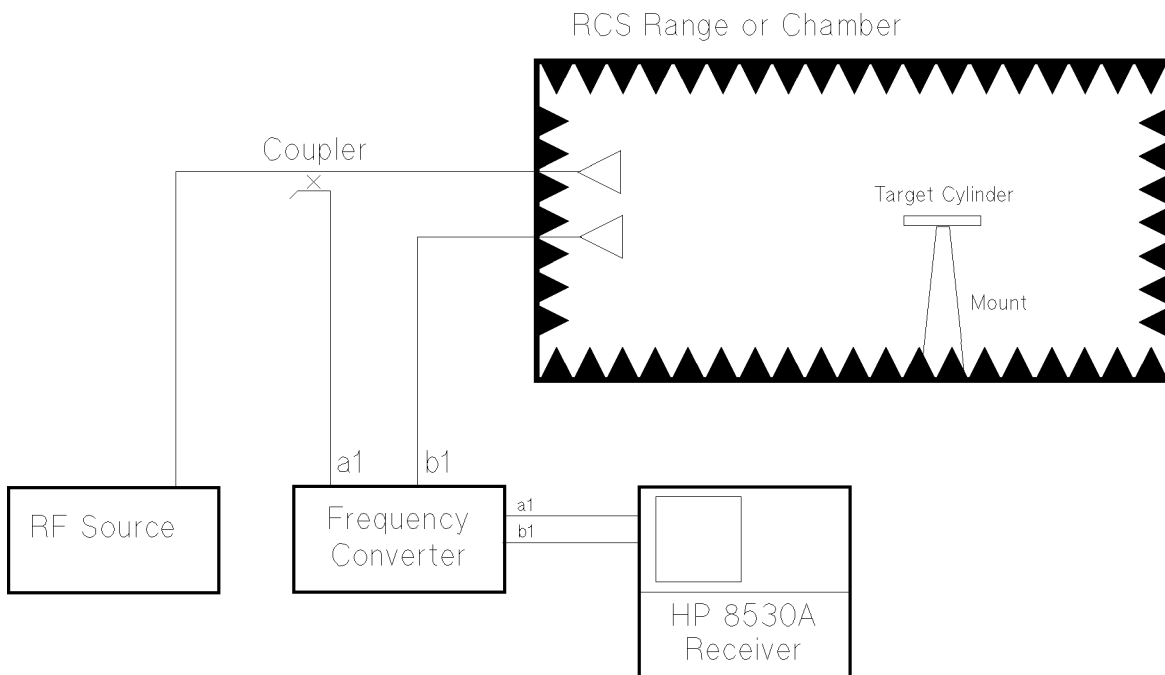 RCS Range or Chamber
Coupler
Target Cylinder
Mount
a1
b1
RF Source
Frequency
Converter
a1
b1
HP 8530A
Receiver